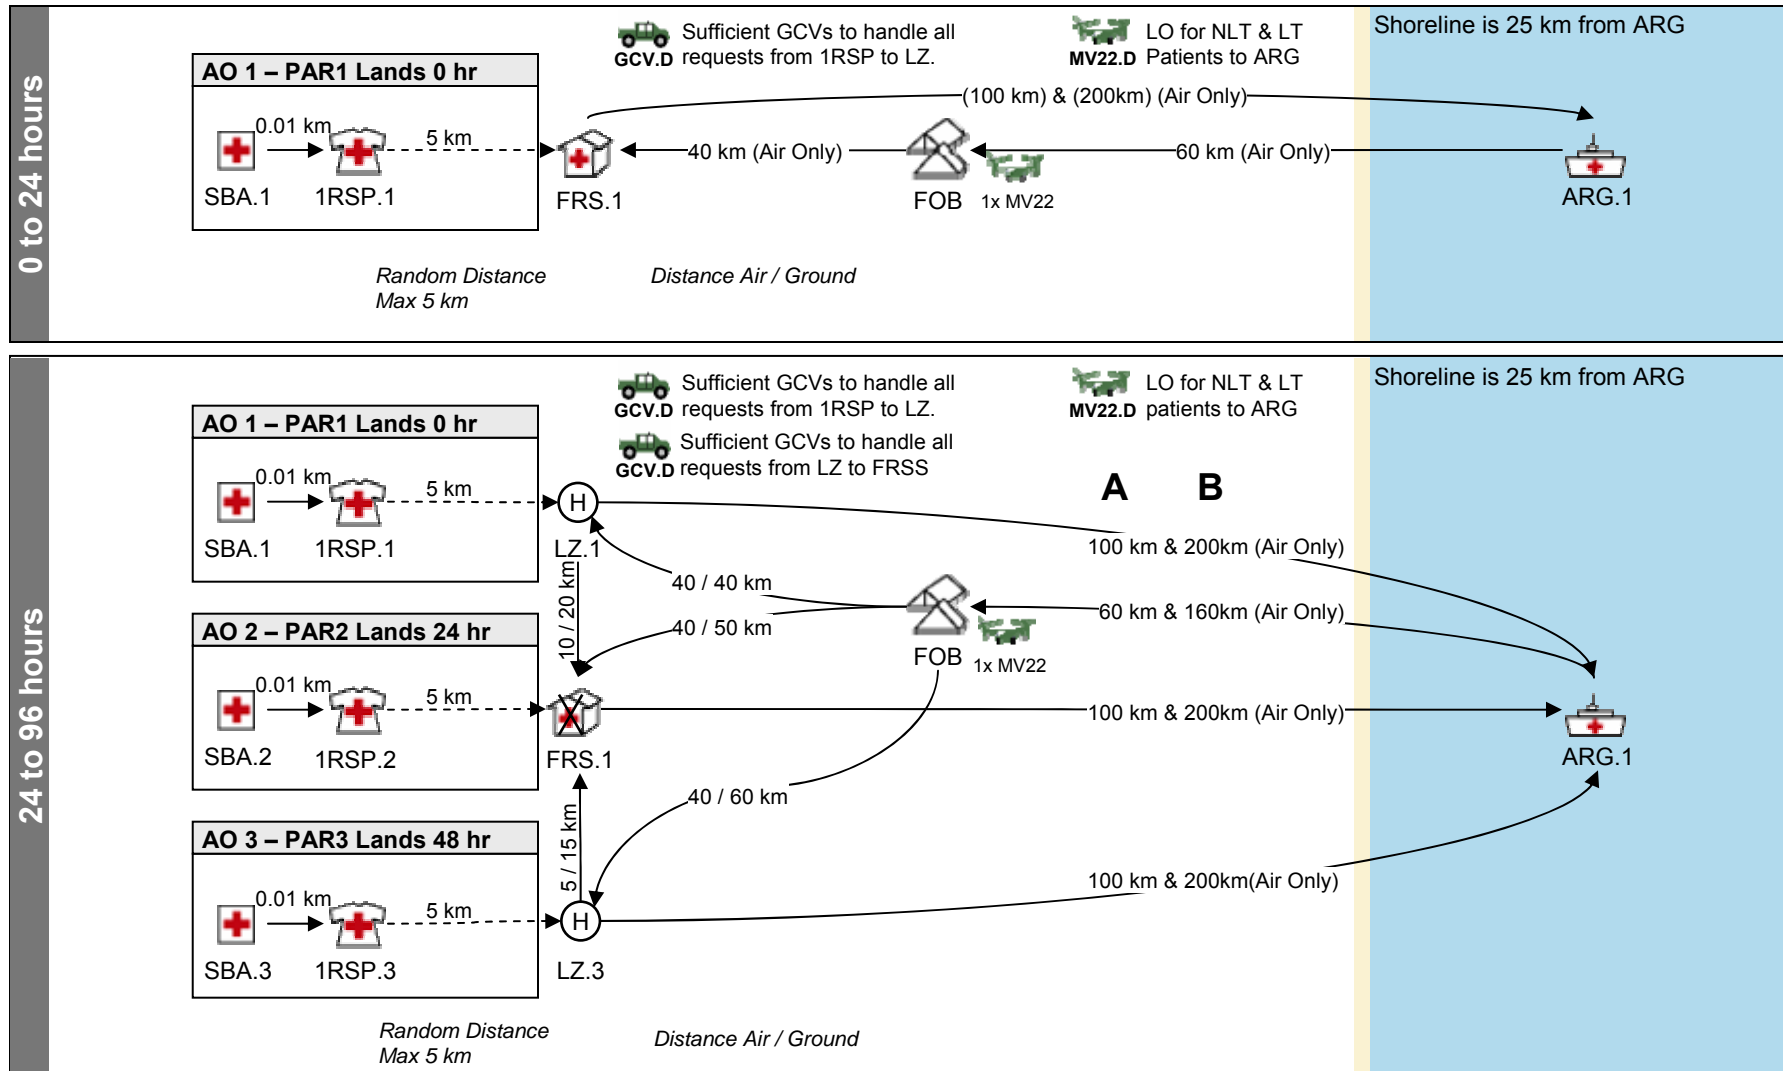 0 to 24 hours
Sufficient GCVs to handle all
requests from 1RSP to LZ.
GCV.D
LO for NLT & LT
Patients to ARG
MV22.D
Shoreline is 25 km from ARG
AO 1 – PAR1 Lands 0 hr
0.01 km
5 km
(100 km) & (200km) (Air Only)
40 km (Air Only)
60 km (Air Only)
SBA.1
1RSP.1
FRS.1
FOB
1x MV22
ARG.1
Random Distance
Max 5 km
Distance Air / Ground
24 to 96 hours
Sufficient GCVs to handle all
requests from 1RSP to LZ.
GCV.D
Sufficient GCVs to handle all
requests from LZ to FRSS
GCV.D
LO for NLT & LT
patients to ARG
MV22.D
Shoreline is 25 km from ARG
A B
AO 1 – PAR1 Lands 0 hr
0.01 km
5 km
H
SBA.1
1RSP.1
LZ.1
100 km & 200km (Air Only)
10 / 20 km
40 / 40 km
40 / 50 km
60 km & 160km (Air Only)
FOB
1x MV22
AO 2 – PAR2 Lands 24 hr
0.01 km
5 km
100 km & 200km (Air Only)
SBA.2
1RSP.2
FRS.1
ARG.1
40 / 60 km
5 / 15 km
AO 3 – PAR3 Lands 48 hr
0.01 km
5 km
H
100 km & 200km(Air Only)
SBA.3
1RSP.3
LZ.3
Random Distance
Max 5 km
Distance Air / Ground